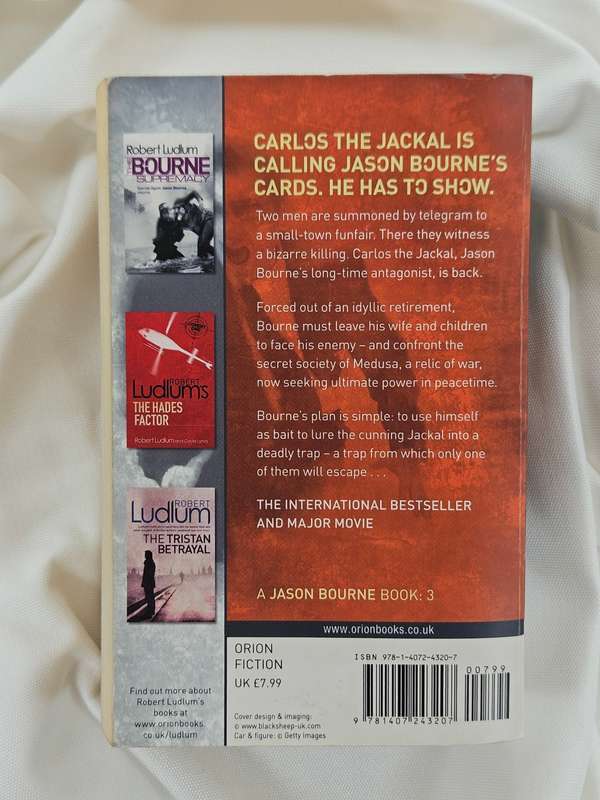 CARLOS THE JACKAL IS
CALLING JASON BOURNE'S
CARDS. HE HAS TO SHOW.
Two men are summoned by telegram to
a small-town funfair. There they witness
a bizarre killing. Carlos the Jackal, Jason
Bourne's long-time antagonist, is back.
Forced out of an idyllic retirement,
Bourne must leave his wife and children
to face his enemy – and confront the
secret society of Medusa, a relic of war,
now seeking ultimate power in peacetime.
Bourne's plan is simple: to use himself
as bait to lure the cunning Jackal into a
deadly trap – a trap from which only one
of them will escape . . .
THE INTERNATIONAL BESTSELLER
AND MAJOR MOVIE
A JASON BOURNE BOOK: 3
www.orionbooks.co.uk
Robert Ludlum
THE BOURNE
SUPREMACY
ROBERT
Ludlum's
THE HADES
FACTOR
Robert Ludlum and Gayle Lynds
ROBERT
Ludlum
THE TRISTAN
BETRAYAL
Find out more about
Robert Ludlum's
books at
www.orionbooks.
co.uk/ludlum
ORION
FICTION
UK £7.99
Cover design & imaging:
© www.blacksheep-uk.com
Car & figure: © Getty Images
ISBN 978-1-4072-4320-7
00799
9 781407 243207